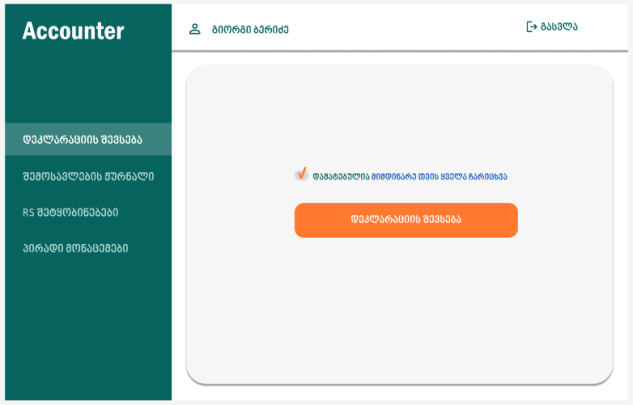 Accounter
გიორგი ბერიძე
გასვლა
დეკლარაციის შევსება
შემოსავლების ჟურნალი
RS შეტყობინებები
პირადი მონაცემები
დამატებულია მიმდინარე თვის ყველა ჩარიცხვა
დეკლარაციის შევსება